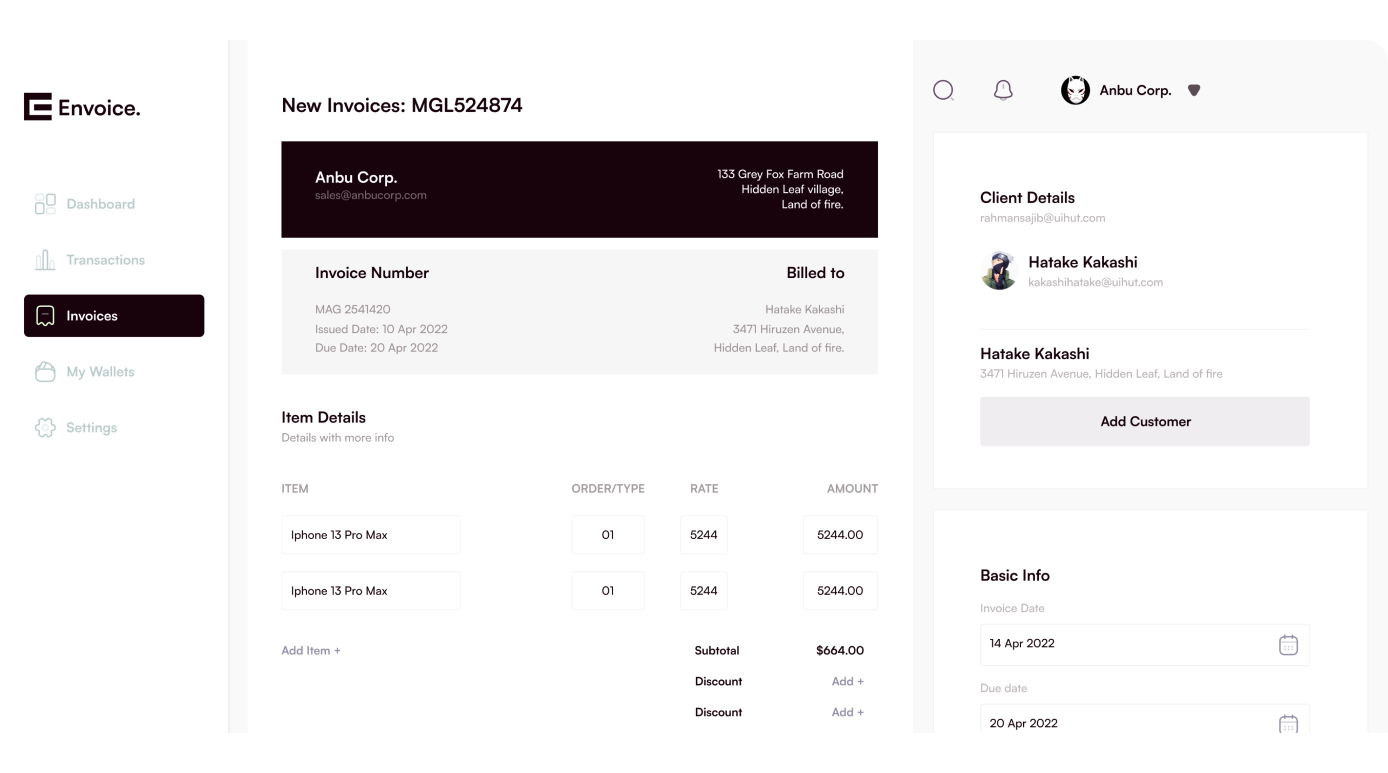 Envoice.
Dashboard
Transactions
Invoices
My Wallets
Settings
New Invoices: MGL524874
Anbu Corp.
sales@anbucorp.com
133 Grey Fox Farm Road
Hidden Leaf village,
Land of fire.
Invoice Number
MAG 2541420
Issued Date: 10 Apr 2022
Due Date: 20 Apr 2022
Billed to
Hatake Kakashi
3471 Hiruzen Avenue,
Hidden Leaf, Land of fire.
Item Details
Details with more info
ITEM ORDER/TYPE RATE AMOUNT
Iphone 13 Pro Max 01 5244 5244.00
Iphone 13 Pro Max 01 5244 5244.00
Add Item +
Subtotal $664.00
Discount Add +
Discount Add +
Anbu Corp.
Client Details
rahmansajib@uihut.com
Hatake Kakashi
kakashihatake@uihut.com
Hatake Kakashi
3471 Hiruzen Avenue, Hidden Leaf, Land of fire
Add Customer
Basic Info
Invoice Date
14 Apr 2022
Due date
20 Apr 2022